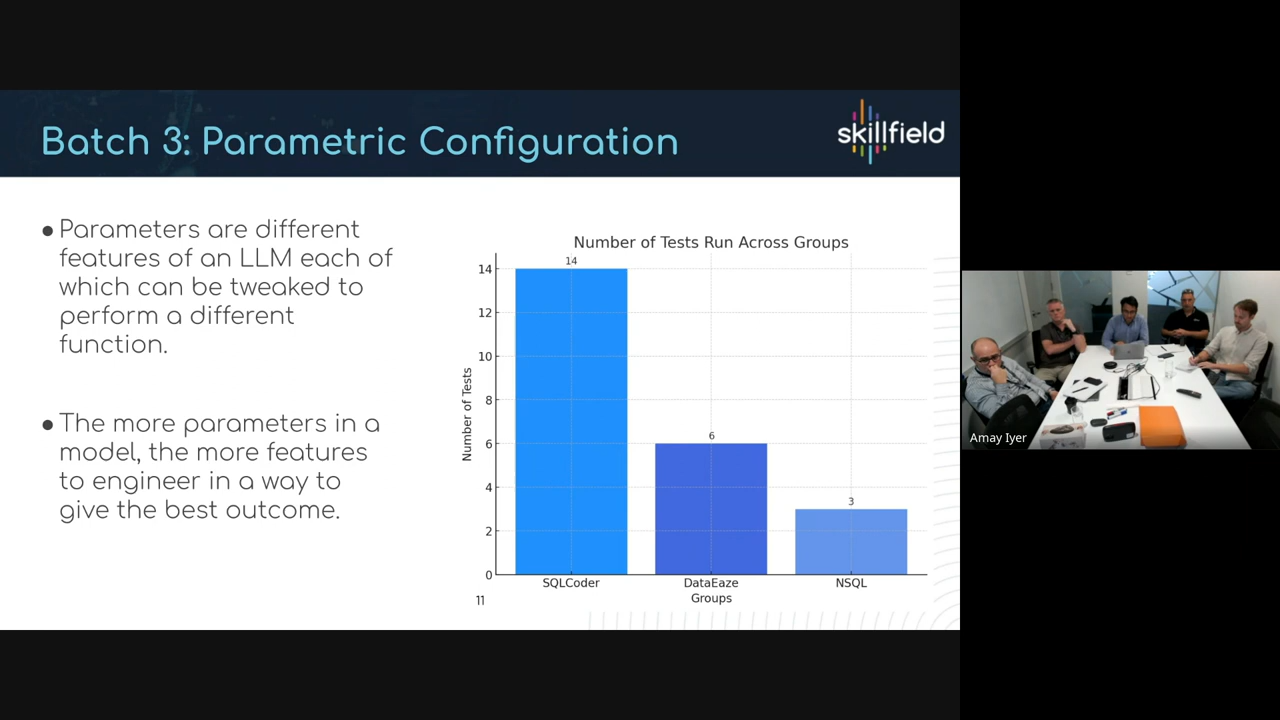 Batch 3: Parametric Configuration
skillfield
● Parameters are different
features of an LLM each of
which can be tweaked to
perform a different
function.
● The more parameters in a
model, the more features
to engineer in a way to
give the best outcome.
Number of Tests Run Across Groups
Number of Tests
14
12
10
8
6
4
2
0
14
6
3
SQLCoder
DataEaze
NSQL
Groups
11
Amay Iyer